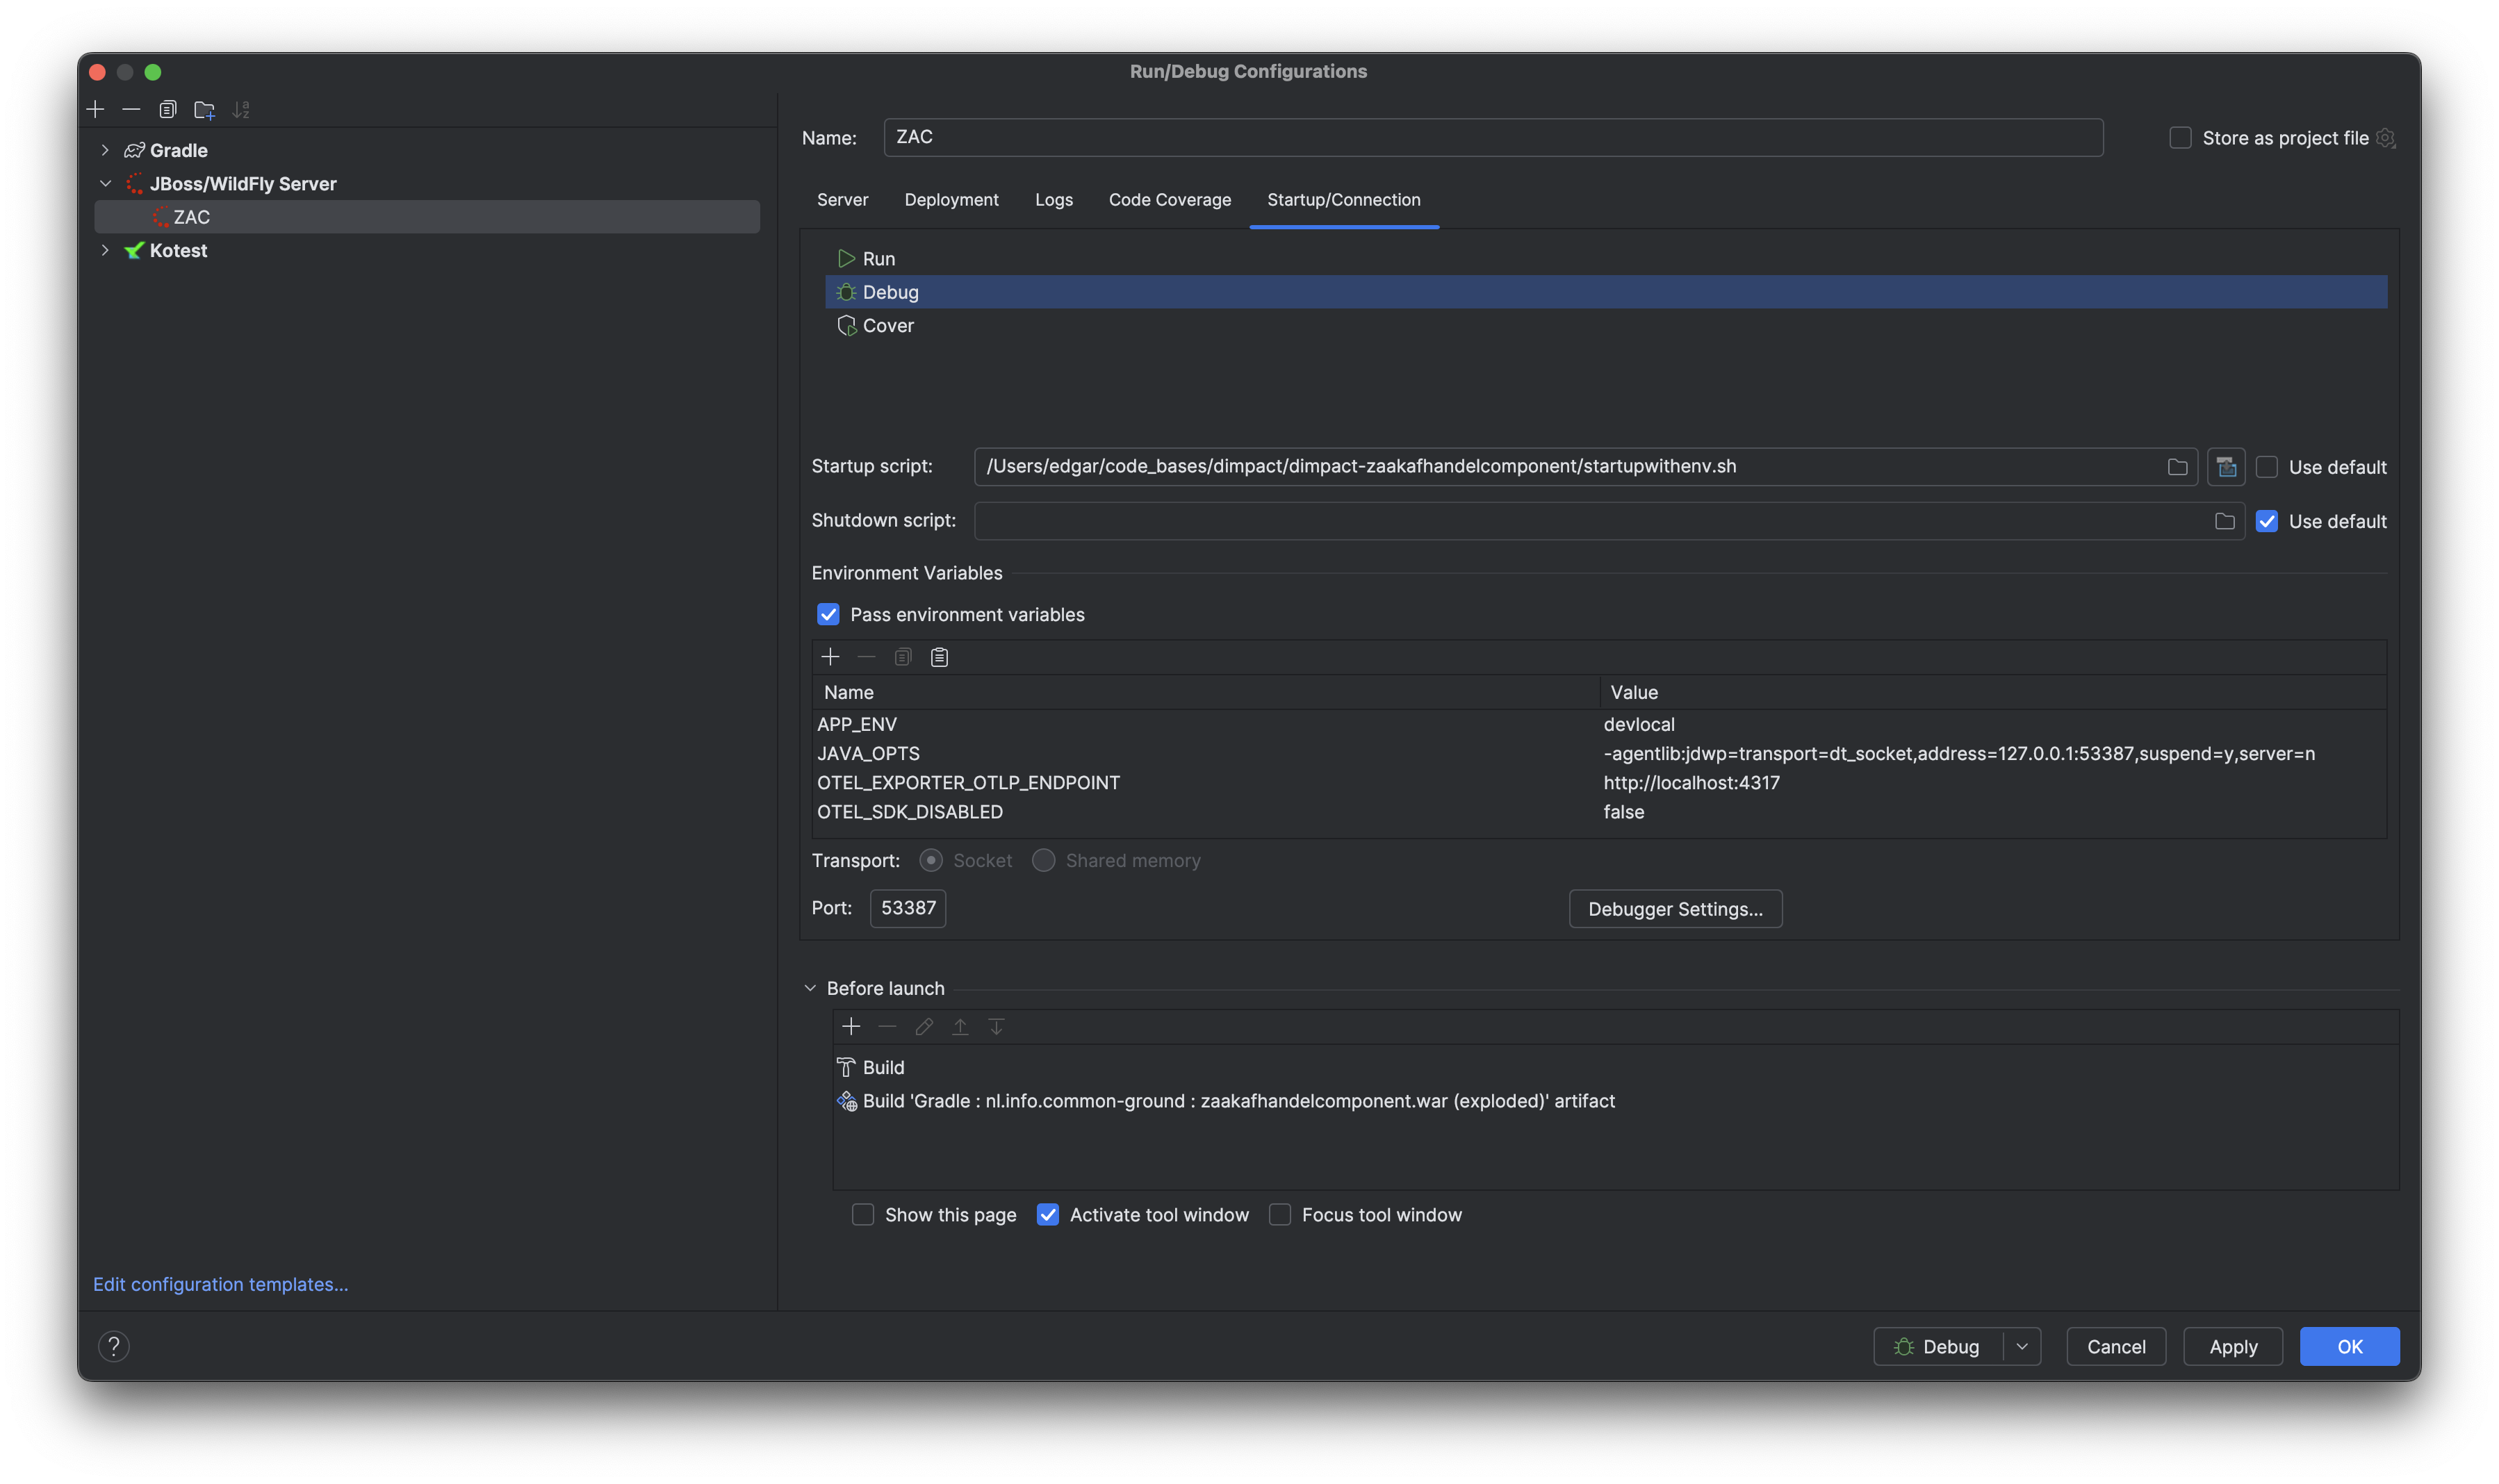 Run/Debug Configurations
Gradle
JBoss/WildFly Server
ZAC
Kotest
Edit configuration templates...
Name: ZAC
Store as project file
Server Deployment Logs Code Coverage Startup/Connection
Run
Debug
Cover
Startup script: /Users/edgar/code_bases/dimpact/dimpact-zaakafhandelcomponent/startupwithenv.sh Use default
Shutdown script: Use default
Environment Variables
Pass environment variables
Name Value
APP_ENV devlocal
JAVA_OPTS -agentlib:jdwp=transport=dt_socket,address=127.0.0.1:53387,suspend=y,server=n
OTEL_EXPORTER_OTLP_ENDPOINT http://localhost:4317
OTEL_SDK_DISABLED false
Transport: Socket Shared memory
Port: 53387 Debugger Settings...
Before launch
Build
Build 'Gradle : nl.info.common-ground : zaakafhandelcomponent.war (exploded)' artifact
Show this page Activate tool window Focus tool window
? Debug Cancel Apply OK